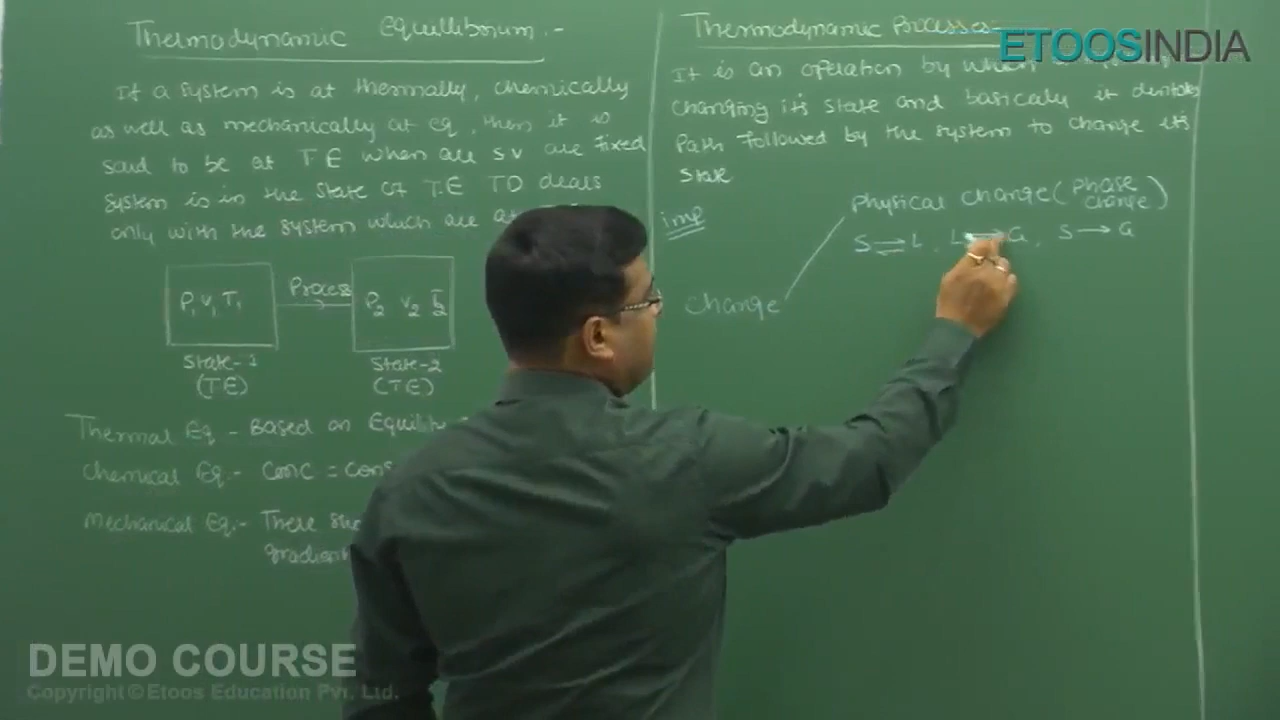 Thermodynamic Equillibrium :-
If a system is at thermally, chemically
as well as mechanically at eq, then it is
said to be at T E when all S.V are fixed
system is in the state of T.E TD deals
only with the system which are at
P1 V1 T1
Process
P2 V2 T2
State-1
(TE)
State-2
(TE)
Thermal Eq - Based on
Chemical Eq.- Conc =
Mechanical Eq.- There
Thermodynamic Processes
ETOOSINDIA
It is an operation by
changing its state and basically it denotes
Path followed by the system to change its
state
imp
Physical change (phase change)
S ⇌ L , L → G , S → G
change
DEMO COURSE
Copyright © Etoos Education Pvt. Ltd.